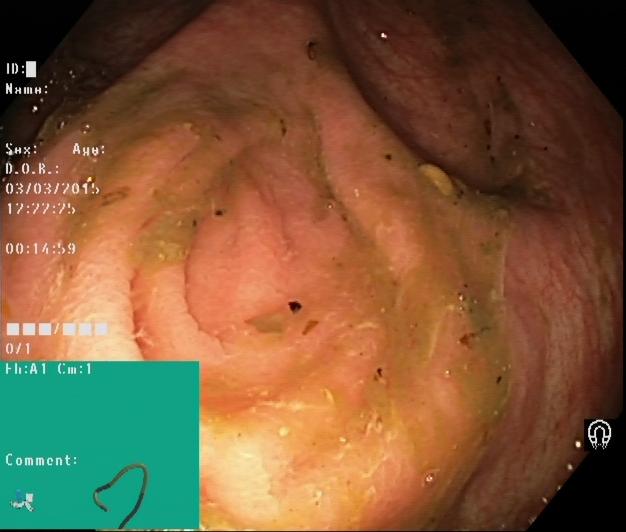 ID:
Name:
Sex: Age:
D.O.R.:
03/03/2015
12:22:25
00:14:59
0/1
Eh:A1 Cm:1
Comment: